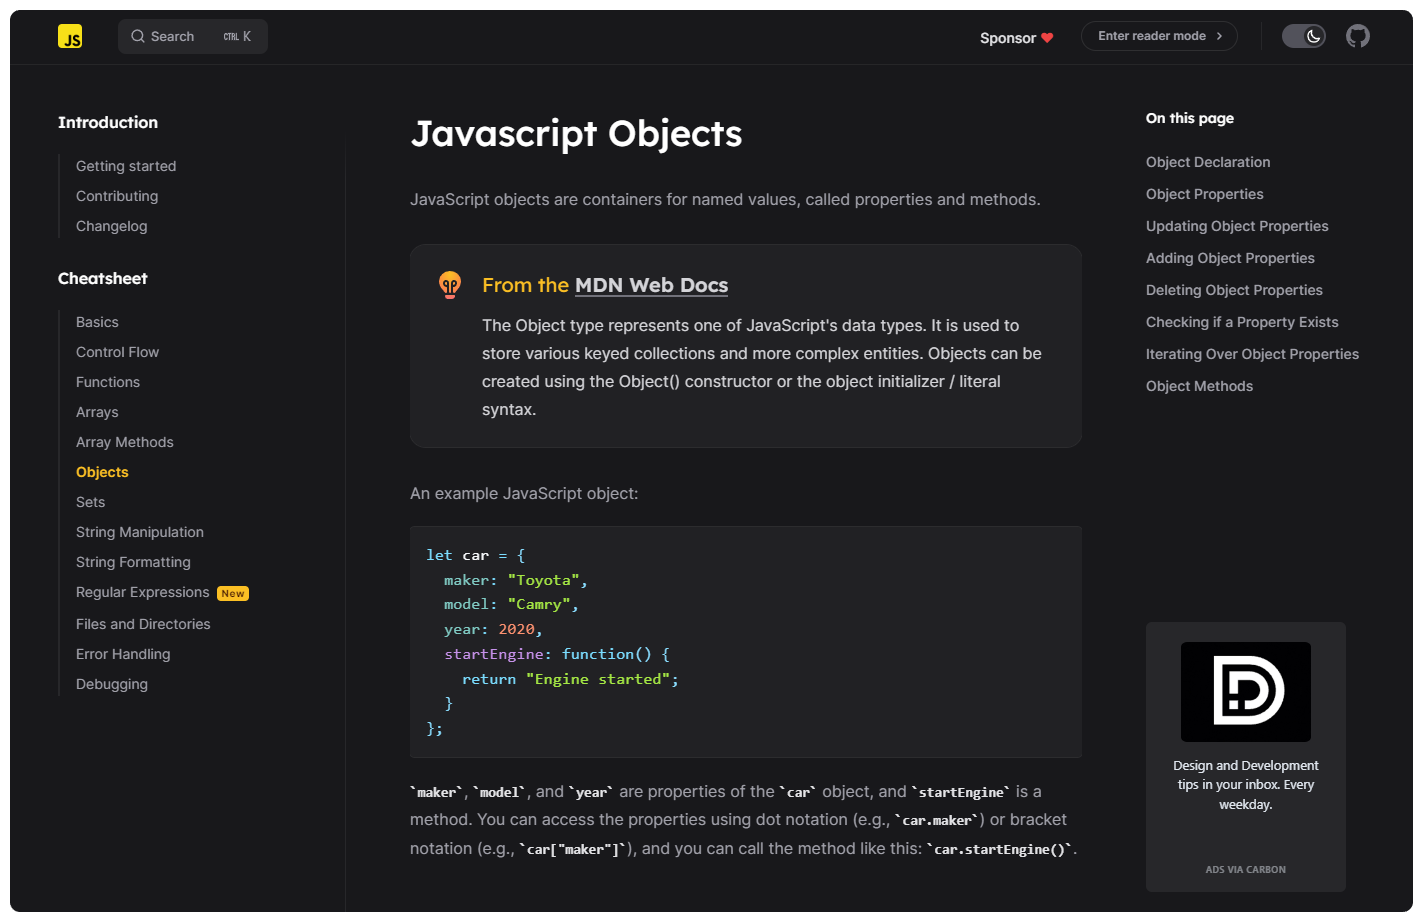 JS
Search CTRL K
Sponsor
Enter reader mode
Introduction
Getting started
Contributing
Changelog
Cheatsheet
Basics
Control Flow
Functions
Arrays
Array Methods
Objects
Sets
String Manipulation
String Formatting
Regular Expressions New
Files and Directories
Error Handling
Debugging
Javascript Objects
JavaScript objects are containers for named values, called properties and methods.
From the MDN Web Docs
The Object type represents one of JavaScript's data types. It is used to
store various keyed collections and more complex entities. Objects can be
created using the Object() constructor or the object initializer / literal
syntax.
An example JavaScript object:
let car = {
  maker: "Toyota",
  model: "Camry",
  year: 2020,
  startEngine: function() {
    return "Engine started";
  }
};
`maker`, `model`, and `year` are properties of the `car` object, and `startEngine` is a
method. You can access the properties using dot notation (e.g., `car.maker`) or bracket
notation (e.g., `car["maker"]`), and you can call the method like this: `car.startEngine()`.
On this page
Object Declaration
Object Properties
Updating Object Properties
Adding Object Properties
Deleting Object Properties
Checking if a Property Exists
Iterating Over Object Properties
Object Methods
Design and Development
tips in your inbox. Every
weekday.
ADS VIA CARBON